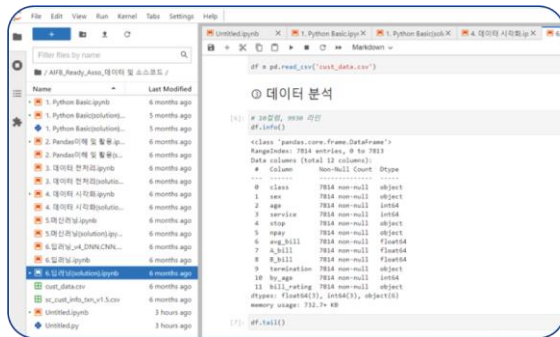 File Edit View Run Kernel Tabs Settings Help
Filter files by name
/ AIFB_Ready_Asso_데이터 및 소스코드 /
Name Last Modified
1. Python Basic.ipynb 6 months ago
1. Python Basic(solution)... 5 months ago
1. Python Basic(solution)... 5 months ago
2. Pandas이해 및 활용.ip... 6 months ago
2. Pandas이해 및 활용(s... 6 months ago
3. 데이터 전처리.ipynb 6 months ago
3. 데이터 전처리(solutio... 6 months ago
4. 데이터 시각화.ipynb 6 months ago
4. 데이터 시각화(solutio... 6 months ago
5.머신러닝.ipynb 6 months ago
5.머신러닝(solution).ipy... 6 months ago
6.딥러닝_v4_DNN,CNN... 6 months ago
6.딥러닝.ipynb 6 months ago
6.딥러닝(solution).ipynb 6 months ago
cust_data.csv 6 months ago
sc_cust_info_txn_v1.5.csv 6 months ago
Untitled.ipynb 3 hours ago
Untitled.py 3 hours ago
Untitled.ipynb 1. Python Basic.ipyn 1. Python Basic(solu 4. 데이터 시각화.ip 6
Markdown
df = pd.read_csv('cust_data.csv')
③ 데이터 분석
[6]: # 10컬럼, 9930 라인
df.info()
<class 'pandas.core.frame.DataFrame'>
RangeIndex: 7814 entries, 0 to 7813
Data columns (total 12 columns):
# Column Non-Null Count Dtype
0 class 7814 non-null object
1 sex 7814 non-null object
2 age 7814 non-null int64
3 service 7814 non-null int64
4 stop 7814 non-null object
5 npay 7814 non-null object
6 avg_bill 7814 non-null float64
7 A_bill 7814 non-null float64
8 B_bill 7814 non-null float64
9 termination 7814 non-null object
10 by_age 7814 non-null int64
11 bill_rating 7814 non-null object
dtypes: float64(3), int64(3), object(6)
memory usage: 732.7+ KB
[7]: df.tail()